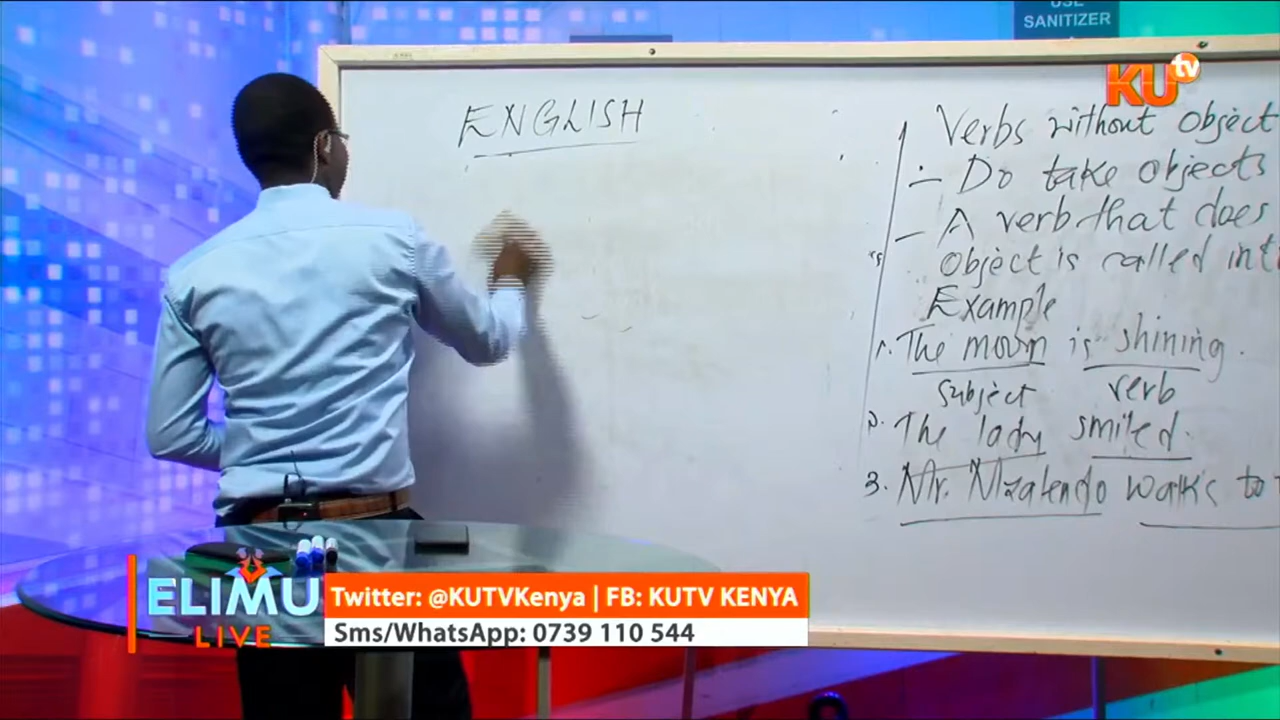 USE
SANITIZER
KU tv
ENGLISH
Verbs without object
- Do take objects
- A verb that does
object is called int
Example
1. The moon is shining.
subject verb
2. The lady smiled.
3. Mr. Mzalendo walks to
ELIMU
LIVE
Twitter: @KUTVKenya | FB: KUTV KENYA
Sms/WhatsApp: 0739 110 544